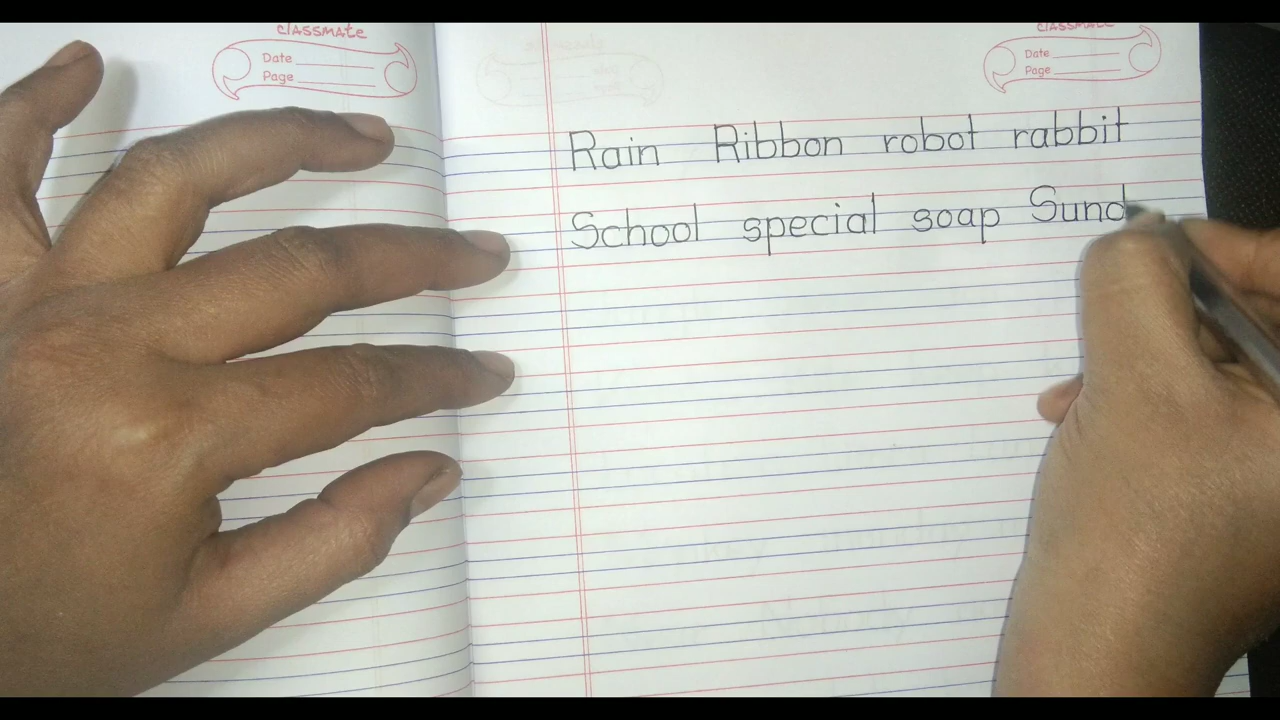 classmate classmate
Date Date
Page Page
Rain Ribbon robot rabbit
School special soap Sund